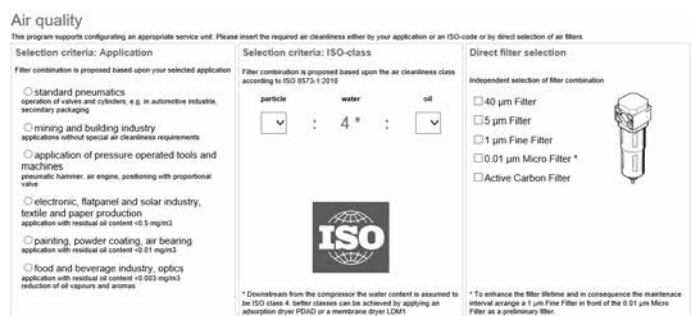 Air quality
This program supports configurating an appropriate service unit. Please insert the required air cleanliness either by your application or an ISO-code or by direct selection of air filters
Selection criteria: Application
Filter combination is proposed based upon your selected application
standard pneumatics
operation of valves and cylinders, e.g. in automotive industrie,
secondary packaging
mining and building industry
applications without special air cleanliness requirements
application of pressure operated tools and
machines
pneumatic hammer, air engine, positioning with proportional
valve
electronic, flatpanel and solar industry,
textile and paper production
application with residual oil content <0.5 mg/m3
painting, powder coating, air bearing
application with residual oil content <0.01 mg/m3
food and beverage industry, optics
application with residual oil content <0.003 mg/m3
reduction of oil vapours and aromas
Selection criteria: ISO-class
Filter combination is proposed based upon the air cleanliness class
according to ISO 8573-1:2010
particle water oil
: 4 * :
ISO
* Downstream from the compressor the water content is assumed to
be ISO class 4. better classes can be achieved by applying an
adsorption dryer PDAD or a membrane dryer LDM1
Direct filter selection
Independent selection of filter combination
40 µm Filter
5 µm Filter
1 µm Fine Filter
0.01 µm Micro Filter *
Active Carbon Filter
* To enhance the filter lifetime and in consequence the maintenace
interval arrange a 1 µm Fine Filter in front of the 0.01 µm Micro
Filter as a preliminary filter.